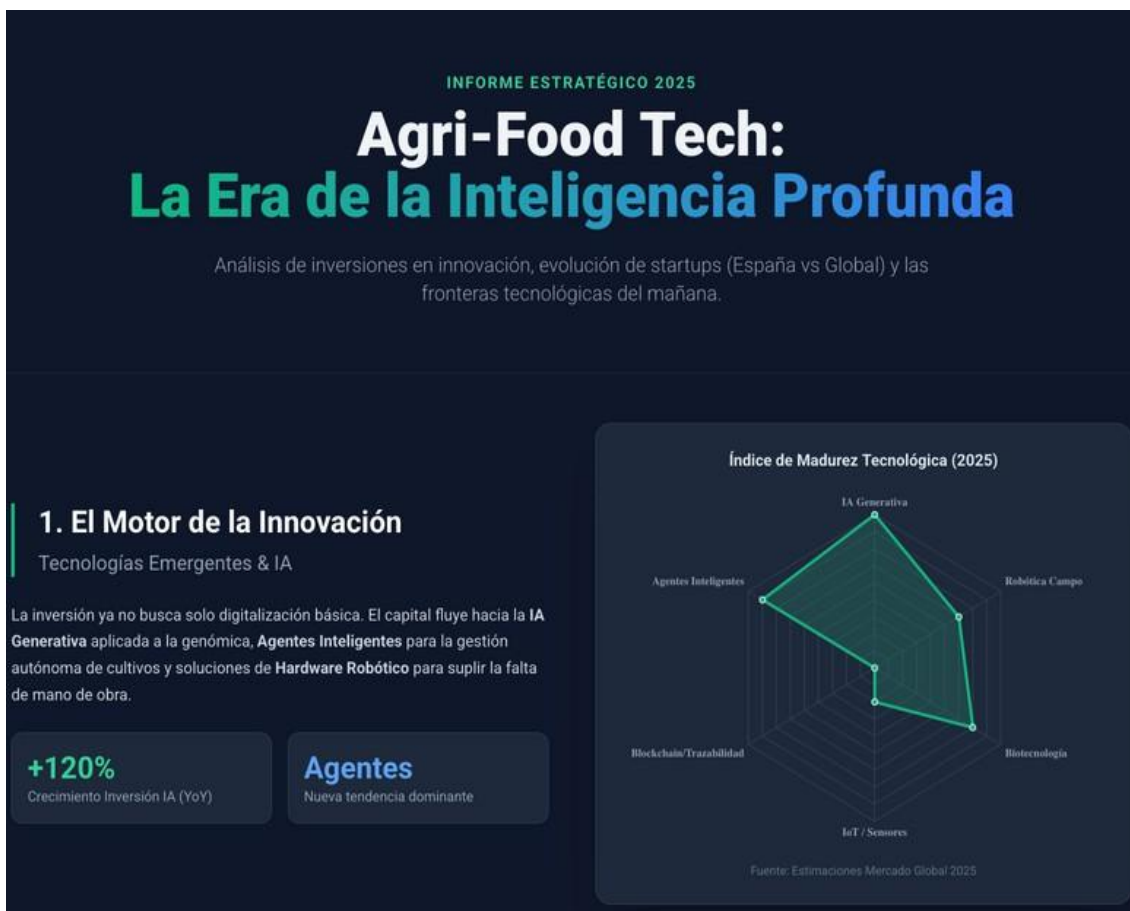 INFORME ESTRATÉGICO 2025
Agri-Food Tech:
La Era de la Inteligencia Profunda
Análisis de inversiones en innovación, evolución de startups (España vs Global) y las
fronteras tecnológicas del mañana.
1. El Motor de la Innovación
Tecnologías Emergentes & IA
La inversión ya no busca solo digitalización básica. El capital fluye hacia la IA
Generativa aplicada a la genómica, Agentes Inteligentes para la gestión
autónoma de cultivos y soluciones de Hardware Robótico para suplir la falta
de mano de obra.
+120%
Crecimiento Inversión IA (YoY)
Agentes
Nueva tendencia dominante
Índice de Madurez Tecnológica (2025)
IA Generativa
Agentes Inteligentes
Robótica Campo
Blockchain/Trazabilidad
Biotecnología
IoT / Sensores
Fuente: Estimaciones Mercado Global 2025